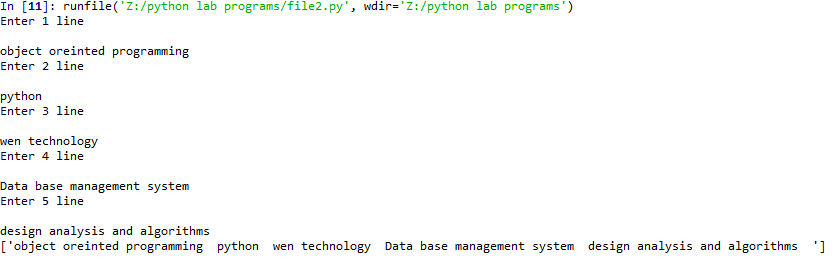 In [11]: runfile('Z:/python lab programs/file2.py', wdir='Z:/python lab programs')
Enter 1 line
object oreinted programming
Enter 2 line
python
Enter 3 line
wen technology
Enter 4 line
Data base management system
Enter 5 line
design analysis and algorithms
['object oreinted programming  python  wen technology  Data base management system  design analysis and algorithms  ']